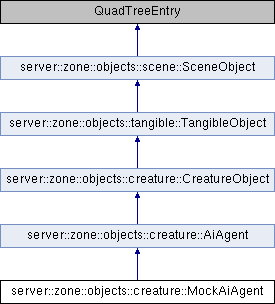 QuadTreeEntry
server::zone::objects::scene::SceneObject
server::zone::objects::tangible::TangibleObject
server::zone::objects::creature::CreatureObject
server::zone::objects::creature::AiAgent
server::zone::objects::creature::MockAiAgent